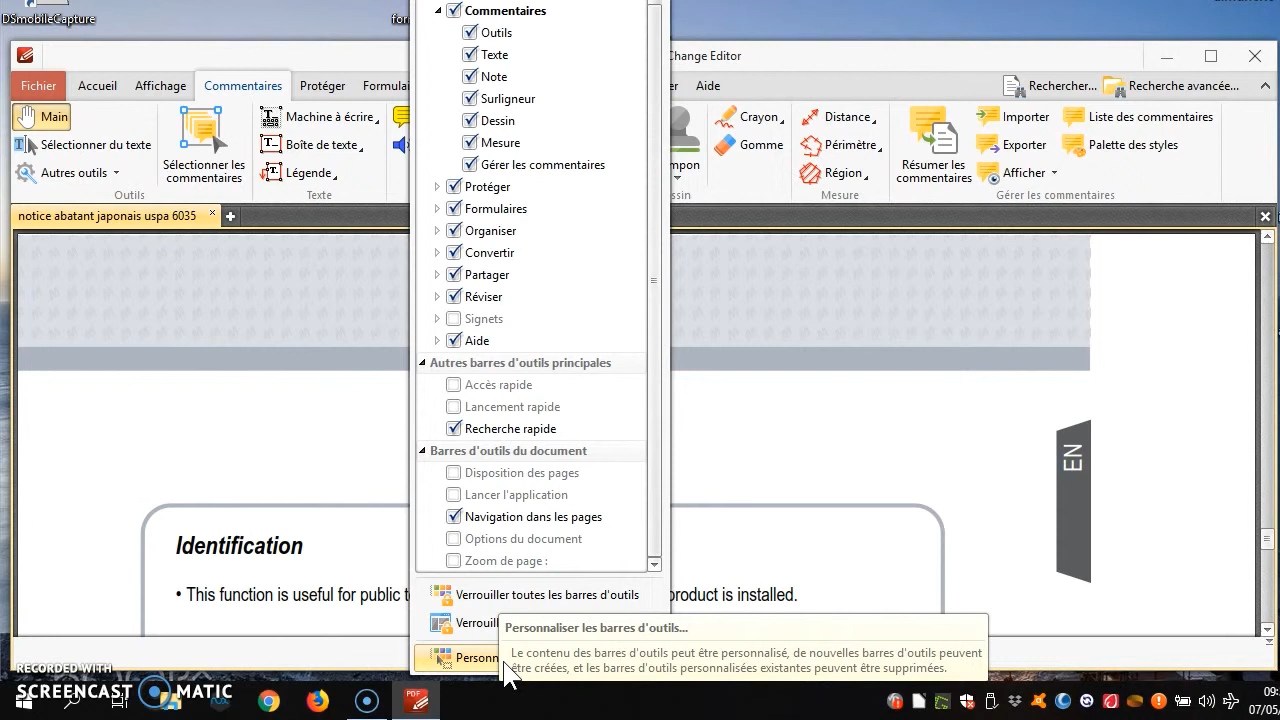 DSmobileCapture
Change Editor
Fichier Accueil Affichage Commentaires Protéger Aide Rechercher... Recherche avancée...
Main
Sélectionner du texte
Autres outils
Outils
Sélectionner les
commentaires
Machine à écrire
Boîte de texte
Légende
Texte
Crayon
Gomme
Distance
Périmètre
Région
Mesure
Résumer les
commentaires
Importer
Exporter
Afficher
Liste des commentaires
Palette des styles
Gérer les commentaires
notice abatant japonais uspa 6035
Commentaires
Outils
Texte
Note
Surligneur
Dessin
Mesure
Gérer les commentaires
Protéger
Formulaires
Organiser
Convertir
Partager
Réviser
Signets
Aide
Autres barres d'outils principales
Accès rapide
Lancement rapide
Recherche rapide
Barres d'outils du document
Disposition des pages
Lancer l'application
Navigation dans les pages
Options du document
Zoom de page :
Verrouiller toutes les barres d'outils
Personnaliser les barres d'outils...
Le contenu des barres d'outils peut être personnalisé, de nouvelles barres d'outils peuvent
être créées, et les barres d'outils personnalisées existantes peuvent être supprimées.
EN
Identification
• This function is useful for public
product is installed.
RECORDED WITH
SCREENCAST MATIC
PDF